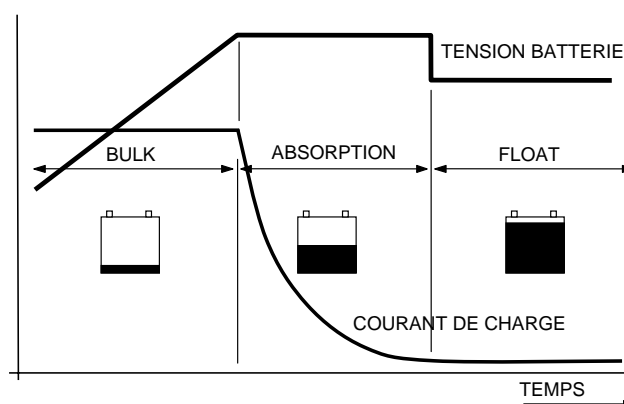 TENSION BATTERIE
BULK
ABSORPTION
FLOAT
COURANT DE CHARGE
TEMPS